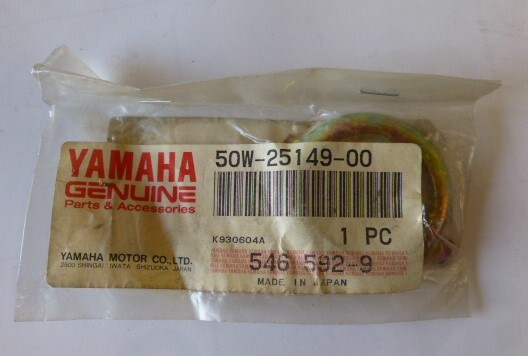 YAMAHA
GENUINE
Parts & Accessories
50W-25149-00
K930604A
1 PC
YAMAHA MOTOR CO.,LTD.
2500 SHINGAI IWATA SHIZUOKA JAPAN
546 592-9
MADE IN JAPAN